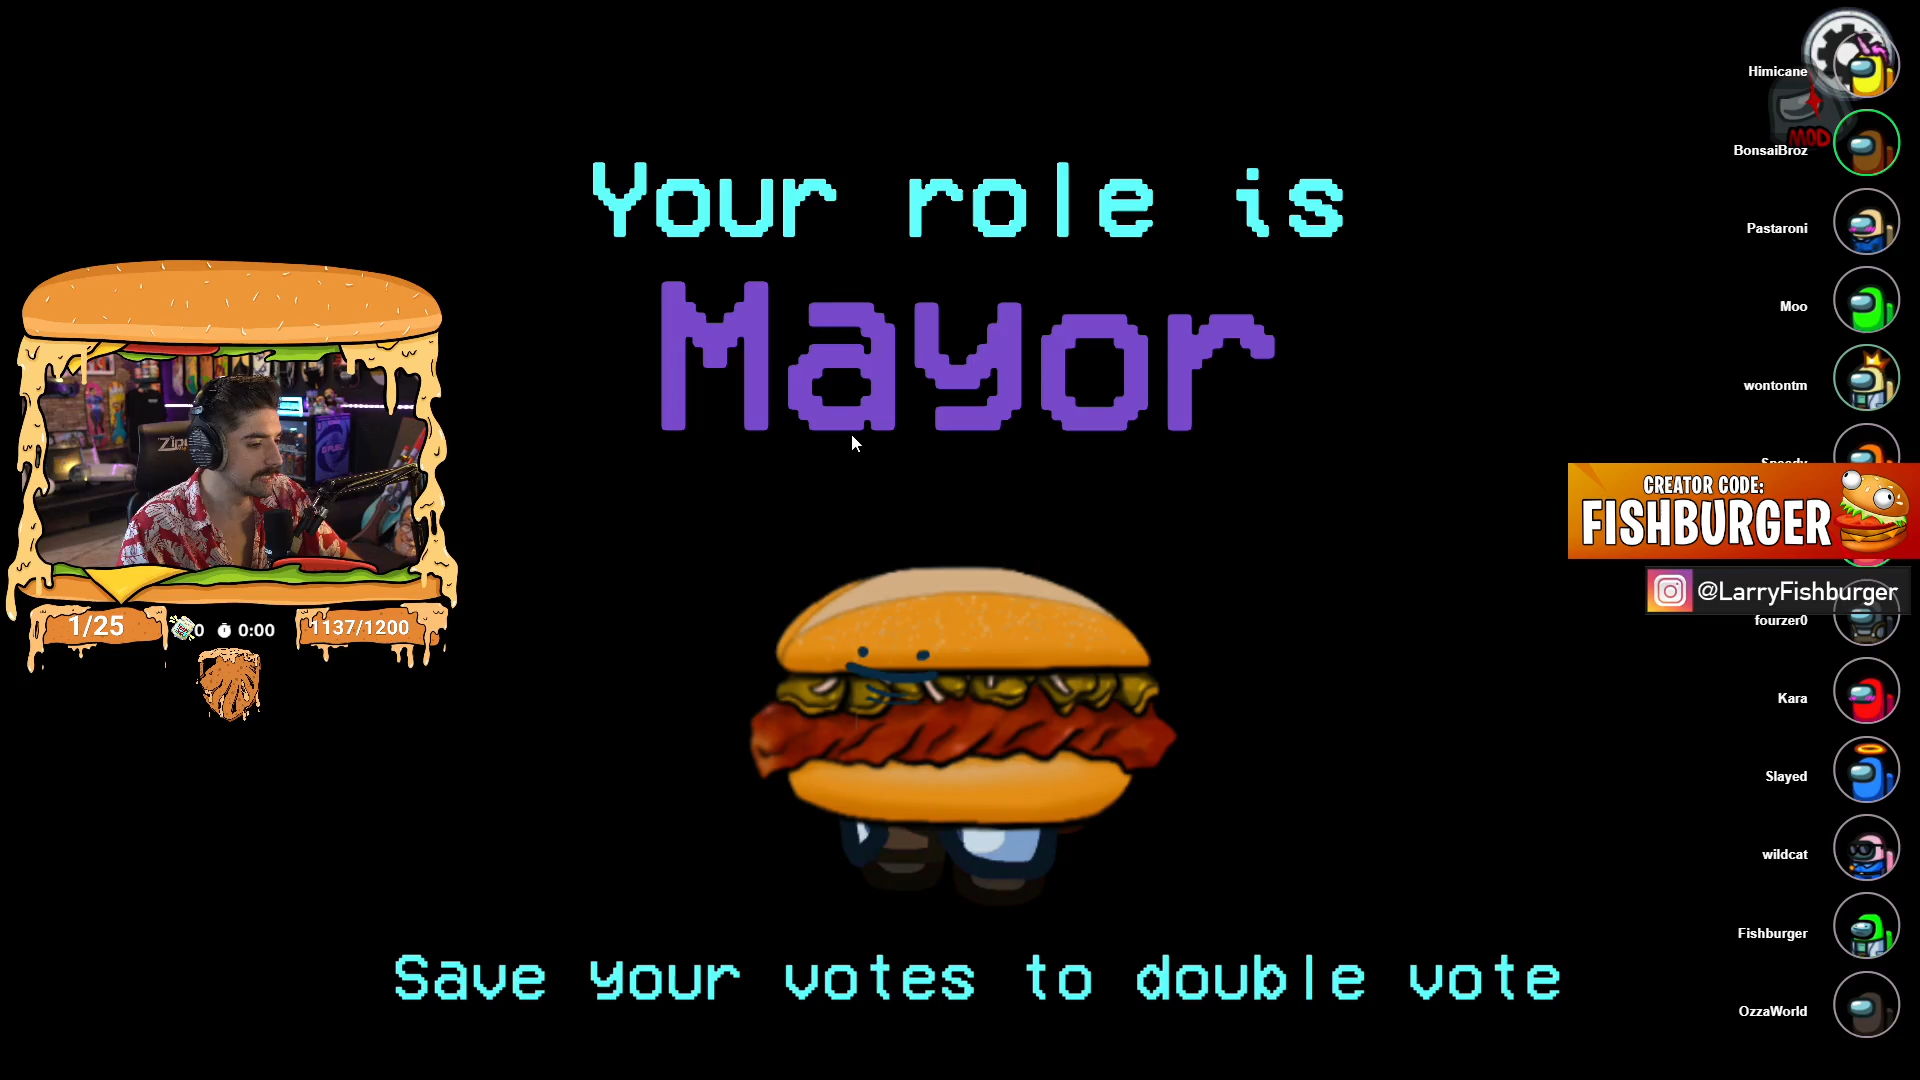 Your role is
Mayor
Save your votes to double vote
1/25
0
0:00
1137/1200
Himicane
MOD
BonsaiBroz
Pastaroni
Moo
wontontm
CREATOR CODE:
FISHBURGER
@LarryFishburger
fourzer0
Kara
Slayed
wildcat
Fishburger
OzzaWorld